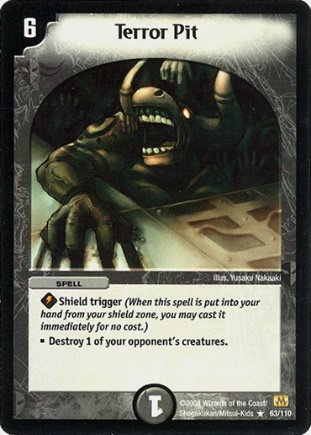 6
Terror Pit
Illus. Yusaku Nakaaki
SPELL
Shield trigger (When this spell is put into your
hand from your shield zone, you may cast it
immediately for no cost.)
▪ Destroy 1 of your opponent's creatures.
1
©2004 Wizards of the Coast/
Shogakukan/Mitsui-Kids ★ 63/110